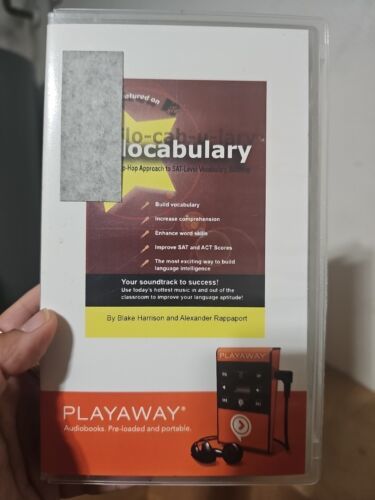 atured on
lo-cab-u-lary
locabulary
p-Hop Approach to SAT-Level Vocabulary
Build vocabulary
Increase comprehension
Enhance word skills
Improve SAT and ACT Scores
The most exciting way to build
language intelligence
Your soundtrack to success!
Use today's hottest music in and out of the
classroom to improve your language aptitude!
By Blake Harrison and Alexander Rappaport
PLAYAWAY
PLAYAWAY®
Audiobooks. Pre-loaded and portable.